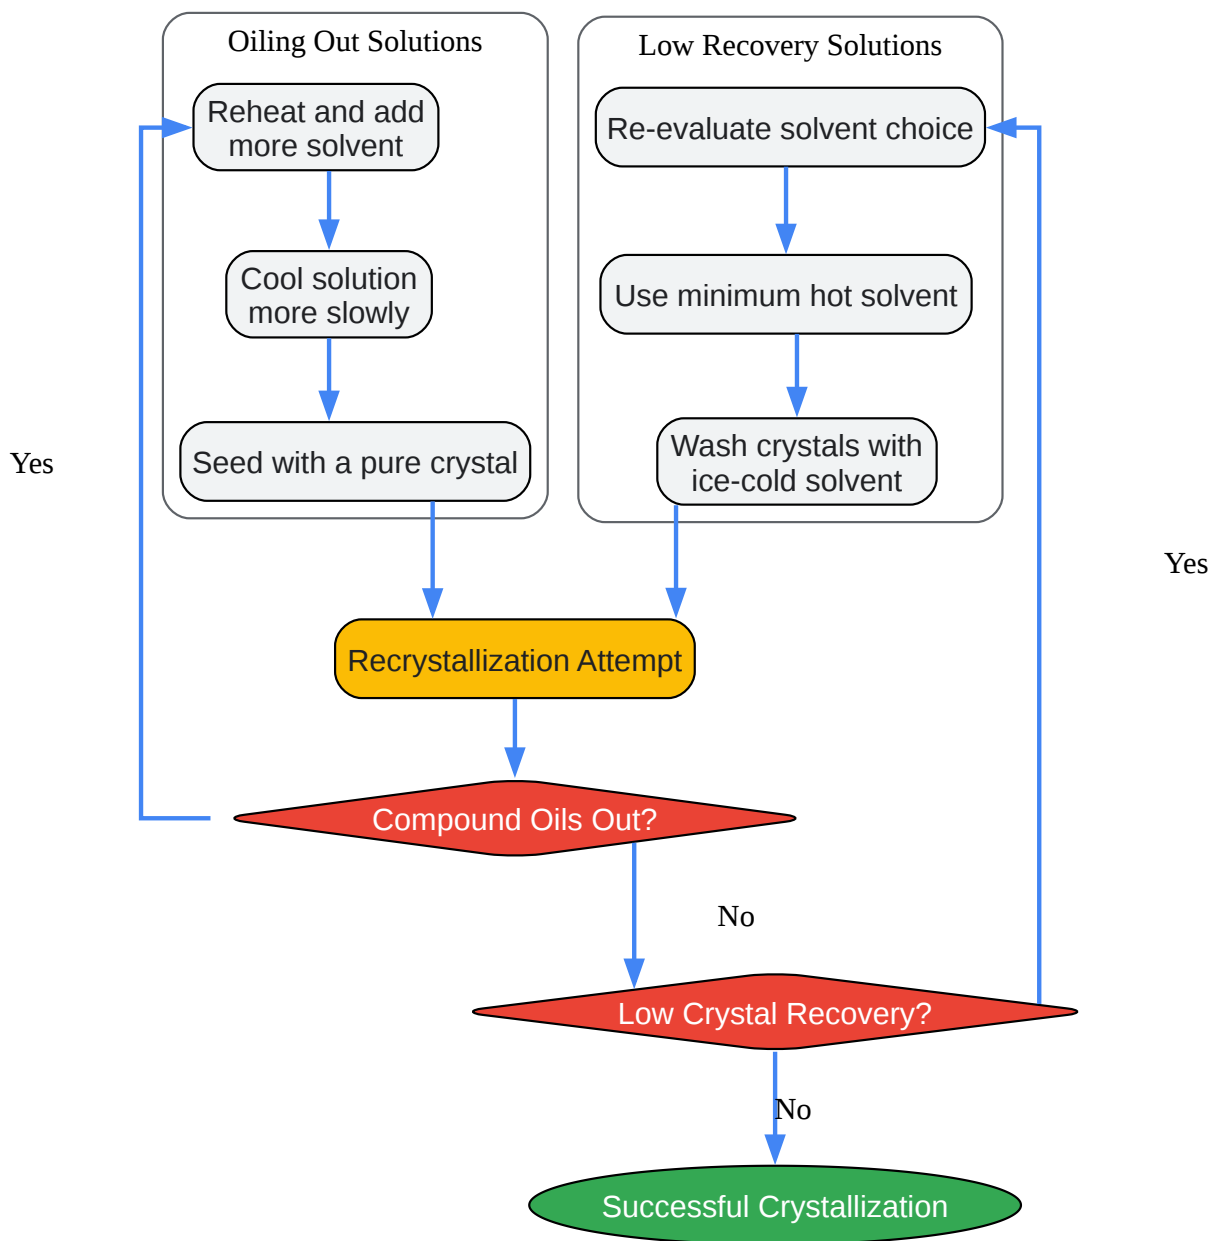 Oiling Out Solutions
Reheat and add
more solvent
Cool solution
more slowly
Seed with a pure crystal
Low Recovery Solutions
Re-evaluate solvent choice
Use minimum hot solvent
Wash crystals with
ice-cold solvent
Yes
Yes
Recrystallization Attempt
Compound Oils Out?
No
Low Crystal Recovery?
No
Successful Crystallization